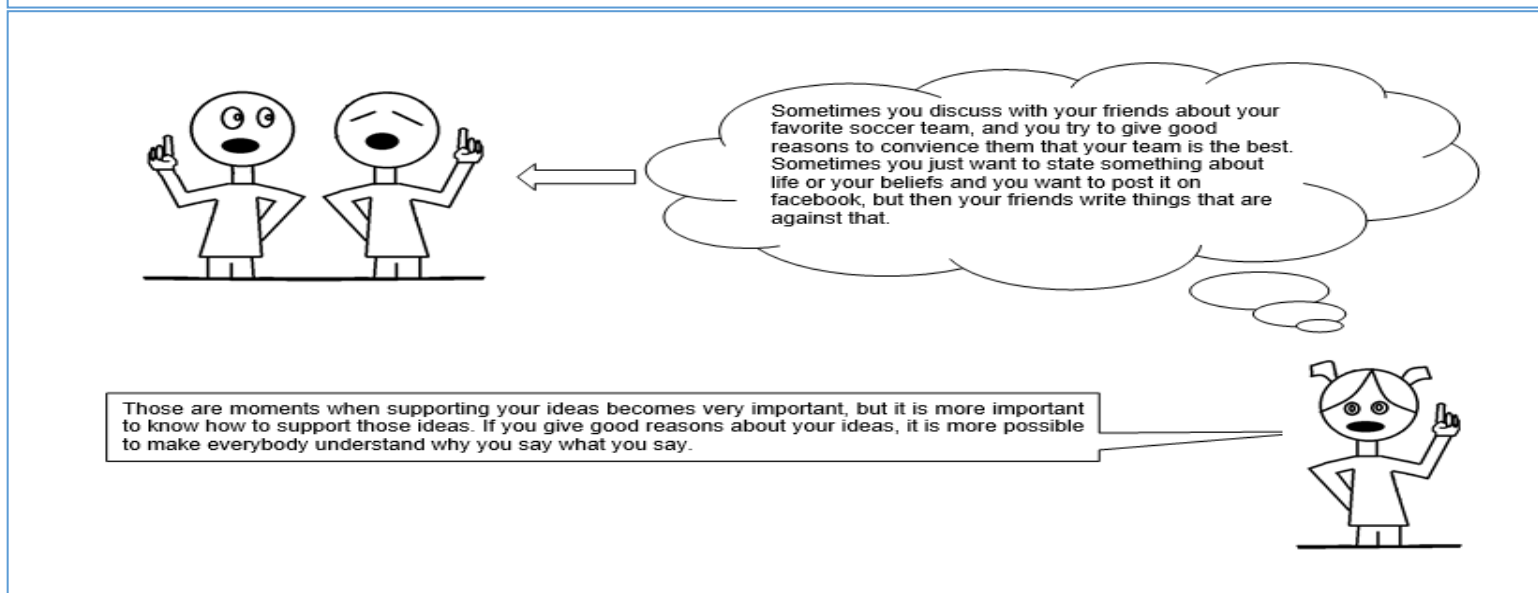 Sometimes you discuss with your friends about your
favorite soccer team, and you try to give good
reasons to convience them that your team is the best.
Sometimes you just want to state something about
life or your beliefs and you want to post it on
facebook, but then your friends write things that are
against that.
Those are moments when supporting your ideas becomes very important, but it is more important
to know how to support those ideas. If you give good reasons about your ideas, it is more possible
to make everybody understand why you say what you say.